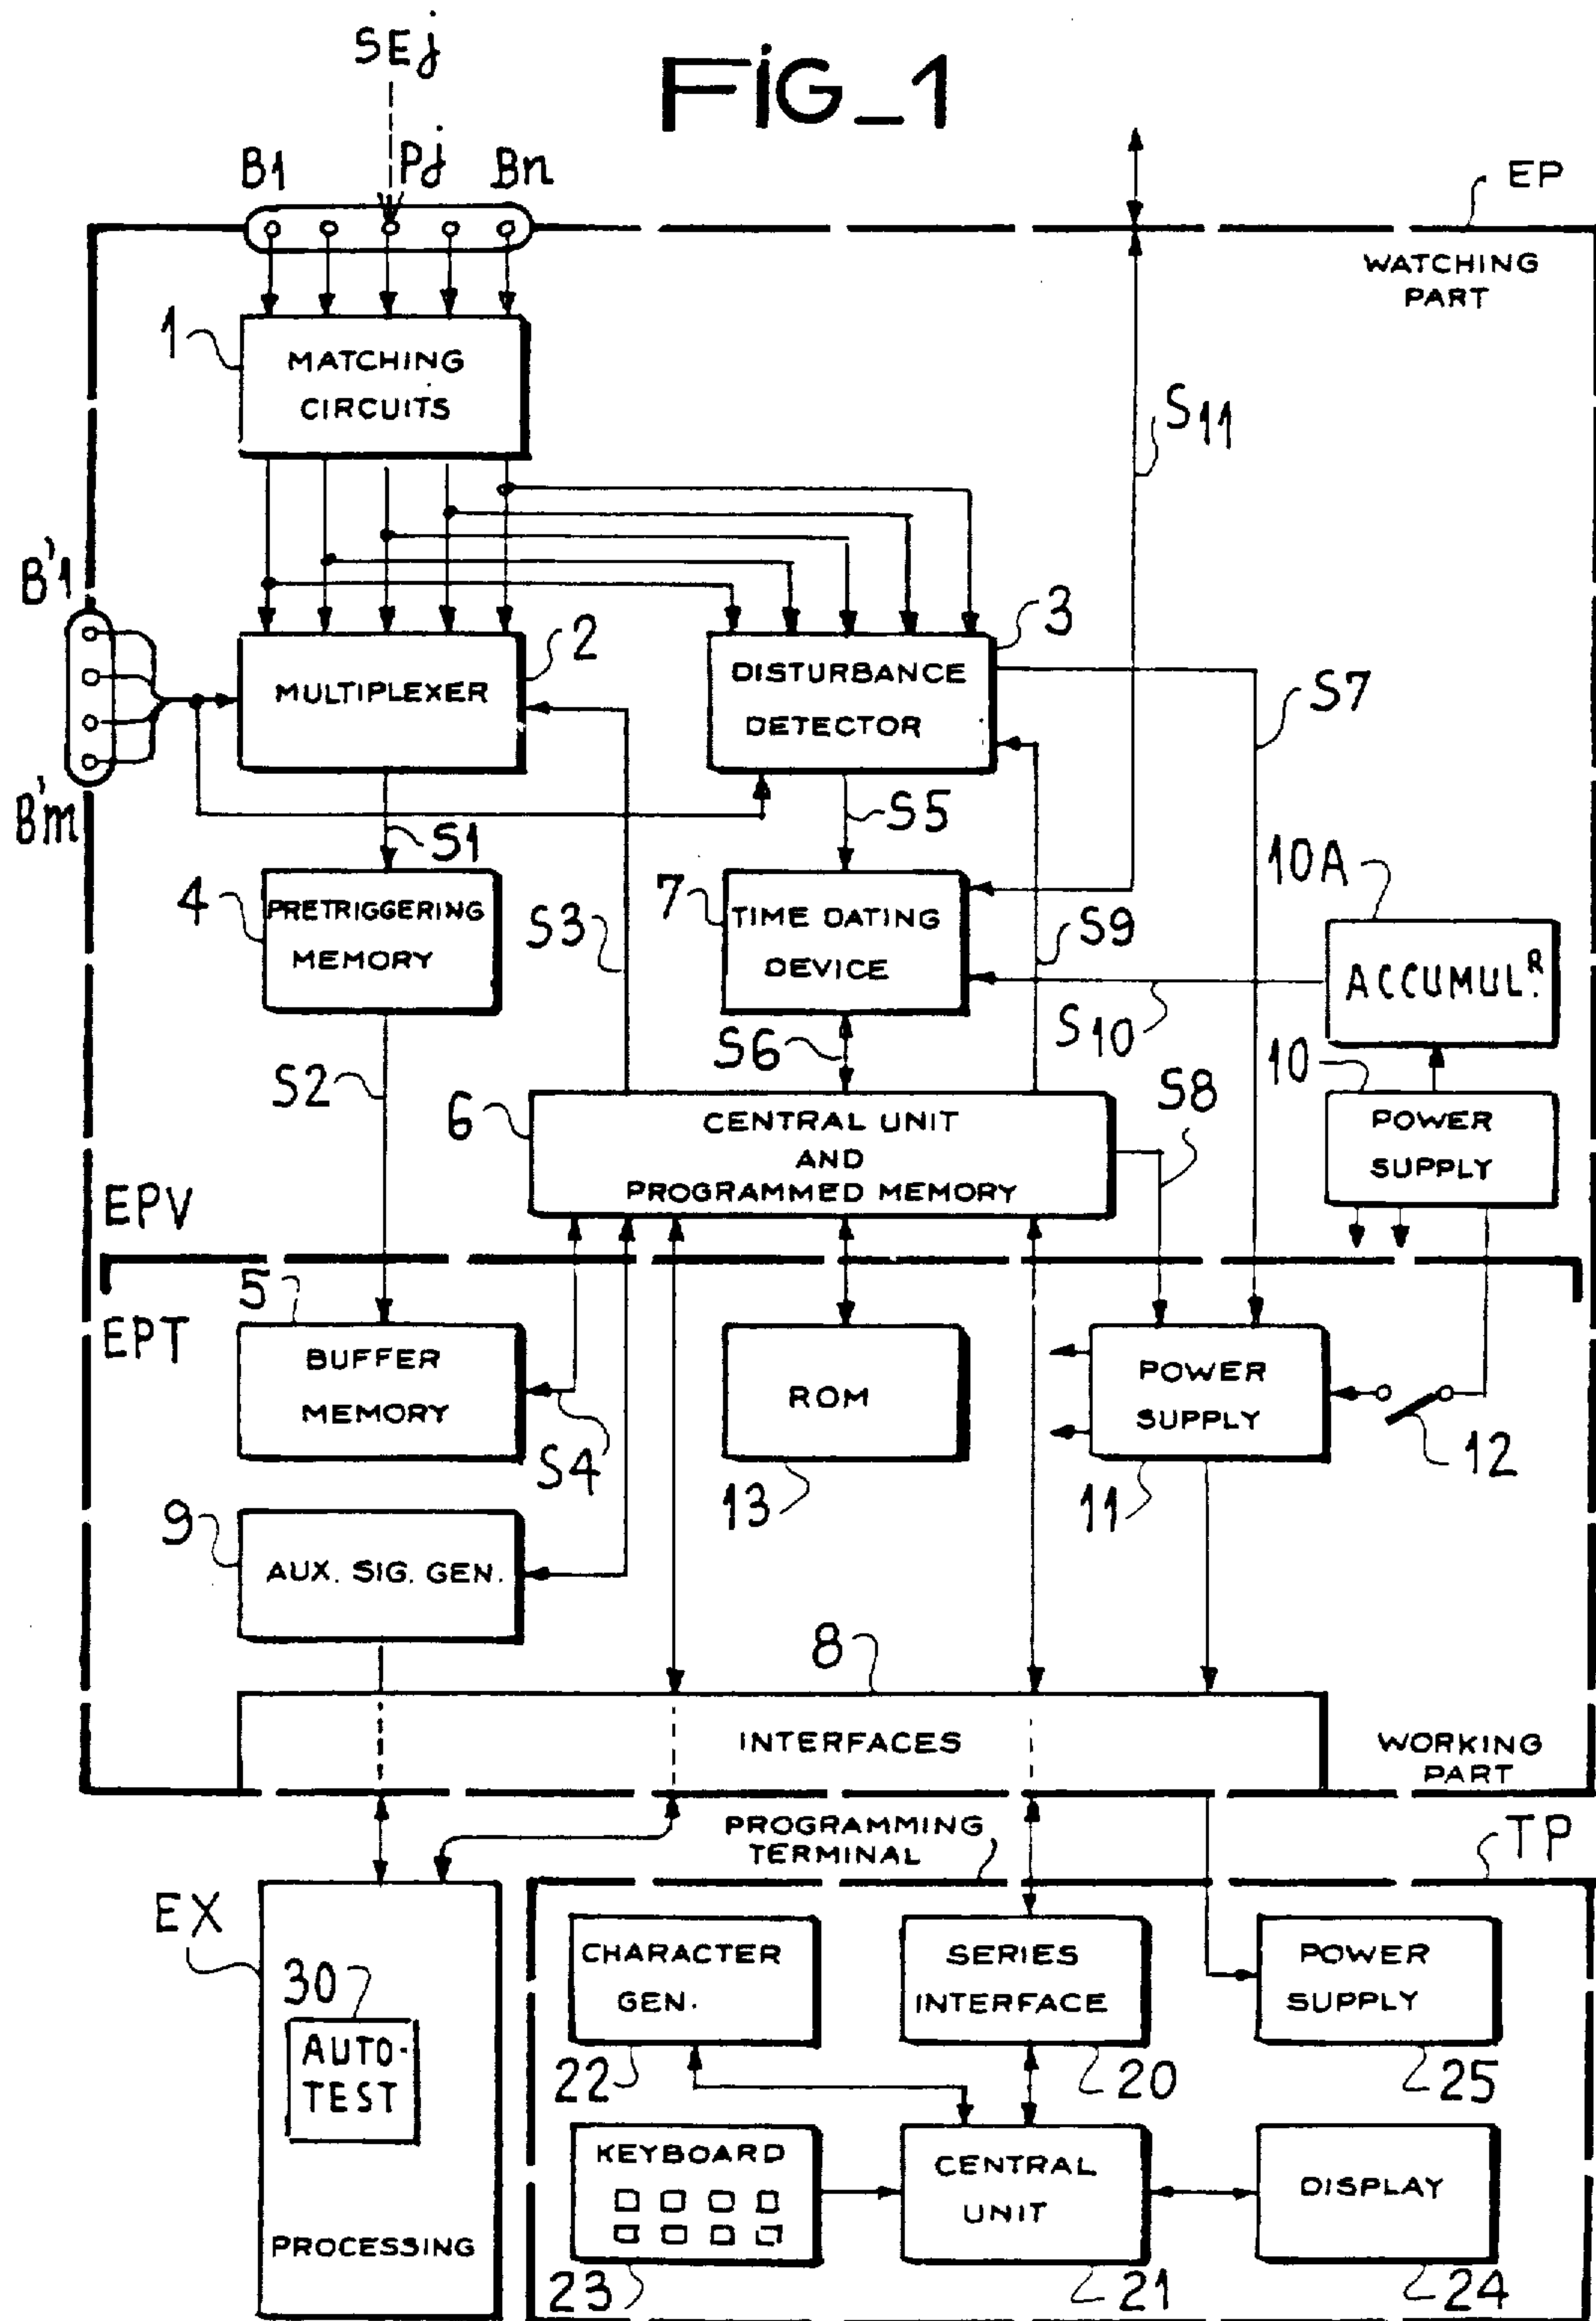 FIG_1
SEj
B1 Pj Bn
EP
WATCHING
PART
1
MATCHING
CIRCUITS
S11
B'1
2
3
MULTIPLEXER
DISTURBANCE
DETECTOR
S7
B'm
S1
S5
10A
4
PRETRIGGERING
MEMORY
S3
7
TIME DATING
DEVICE
S9
ACCUMUL.R
S10
S2
S6
10
6
CENTRAL UNIT
AND
PROGRAMMED MEMORY
S8
POWER
SUPPLY
EPV
EPT
5
BUFFER
MEMORY
S4
ROM
13
POWER
SUPPLY
11
12
9
AUX. SIG. GEN.
8
INTERFACES
WORKING
PART
PROGRAMMING
TERMINAL
TP
EX
30
AUTO-
TEST
PROCESSING
CHARACTER
GEN.
22
SERIES
INTERFACE
20
POWER
SUPPLY
25
KEYBOARD
23
CENTRAL
UNIT
21
DISPLAY
24